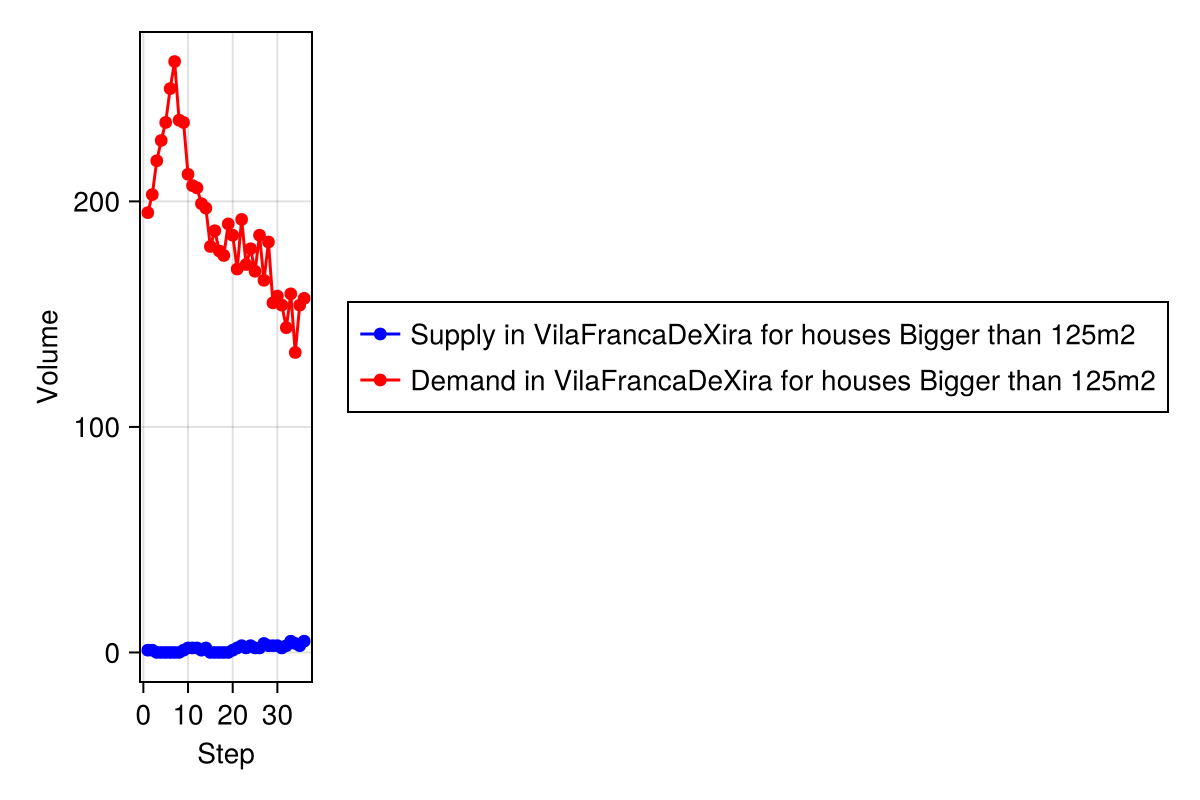 200
100
0
Volume
0 10 20 30
Step
Supply in VilaFrancaDeXira for houses Bigger than 125m2
Demand in VilaFrancaDeXira for houses Bigger than 125m2